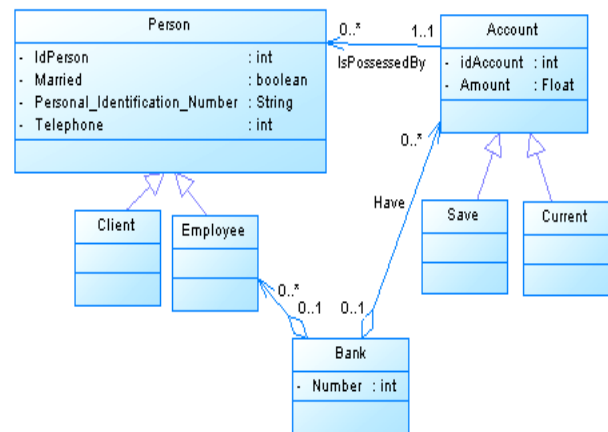 Person
- IdPerson : int
- Married : boolean
- Personal_Identification_Number : String
- Telephone : int
0..* 1..1
IsPossessedBy
Account
- idAccount : int
- Amount : Float
0..*
Have
Client
Employee
Save
Current
0..*
0..1
0..1
Bank
- Number : int